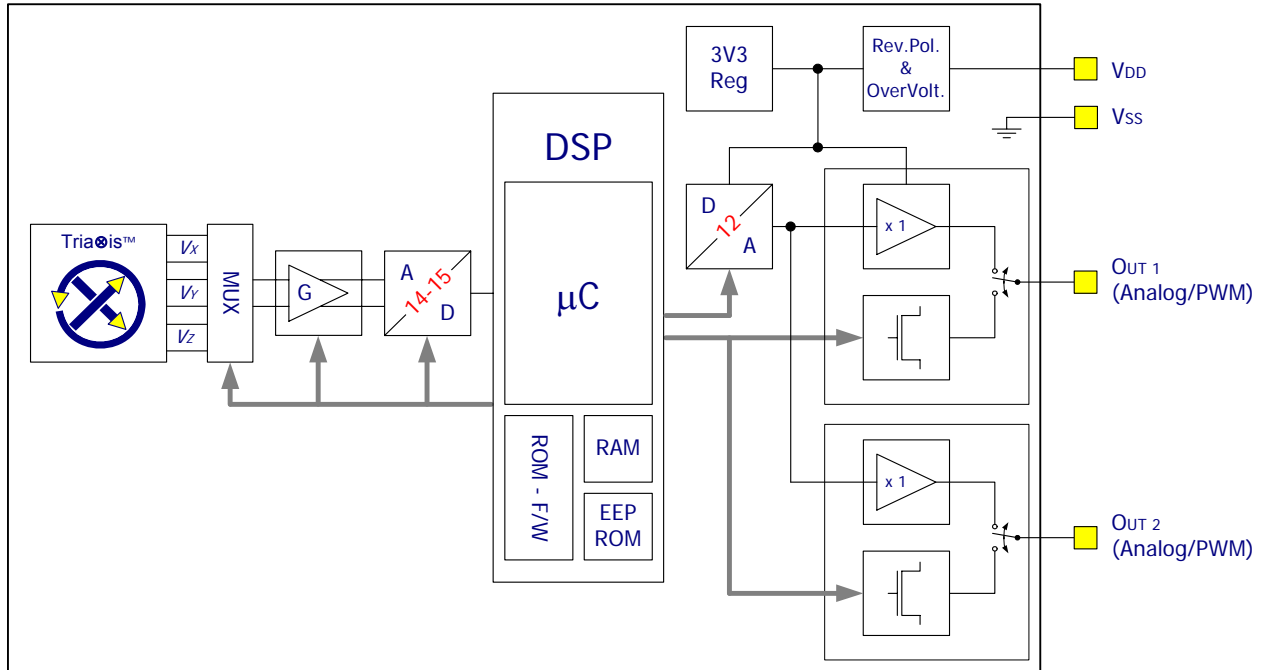 3V3
Reg
Rev.Pol.
&
OverVolt.
VDD
VSS
DSP
μC
ROM - F/W
RAM
EEP
ROM
Tria⊗is™
VX
VY
VZ
MUX
G
A
14-15
D
D
12
A
x 1
OUT 1
(Analog/PWM)
x 1
OUT 2
(Analog/PWM)